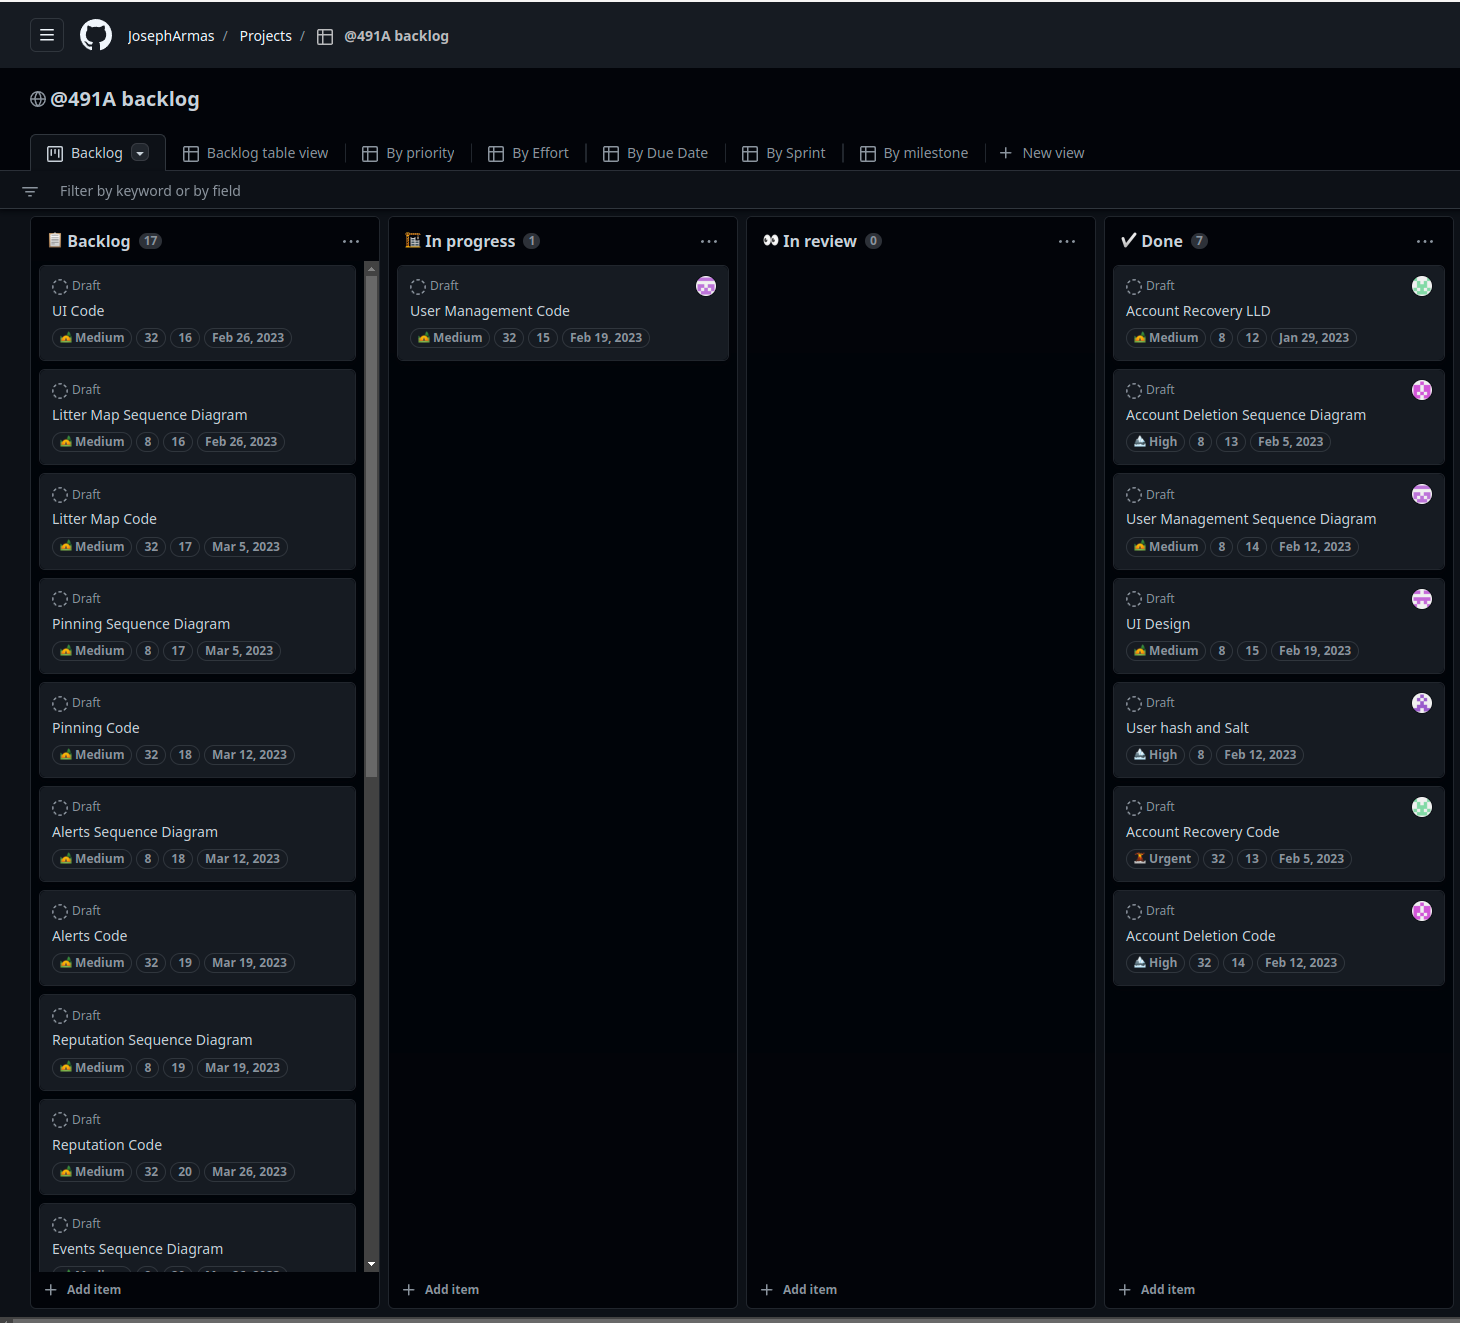 JosephArmas / Projects / @491A backlog
@491A backlog
Backlog Backlog table view By priority By Effort By Due Date By Sprint By milestone + New view
Filter by keyword or by field
Backlog 17 ...
Draft
UI Code
Medium 32 16 Feb 26, 2023
Draft
Litter Map Sequence Diagram
Medium 8 16 Feb 26, 2023
Draft
Litter Map Code
Medium 32 17 Mar 5, 2023
Draft
Pinning Sequence Diagram
Medium 8 17 Mar 5, 2023
Draft
Pinning Code
Medium 32 18 Mar 12, 2023
Draft
Alerts Sequence Diagram
Medium 8 18 Mar 12, 2023
Draft
Alerts Code
Medium 32 19 Mar 19, 2023
Draft
Reputation Sequence Diagram
Medium 8 19 Mar 19, 2023
Draft
Reputation Code
Medium 32 20 Mar 26, 2023
Draft
Events Sequence Diagram
+ Add item
In progress 1 ...
Draft
User Management Code
Medium 32 15 Feb 19, 2023
+ Add item
In review 0 ...
+ Add item
Done 7 ...
Draft
Account Recovery LLD
Medium 8 12 Jan 29, 2023
Draft
Account Deletion Sequence Diagram
High 8 13 Feb 5, 2023
Draft
User Management Sequence Diagram
Medium 8 14 Feb 12, 2023
Draft
UI Design
Medium 8 15 Feb 19, 2023
Draft
User hash and Salt
High 8 Feb 12, 2023
Draft
Account Recovery Code
Urgent 32 13 Feb 5, 2023
Draft
Account Deletion Code
High 32 14 Feb 12, 2023
+ Add item